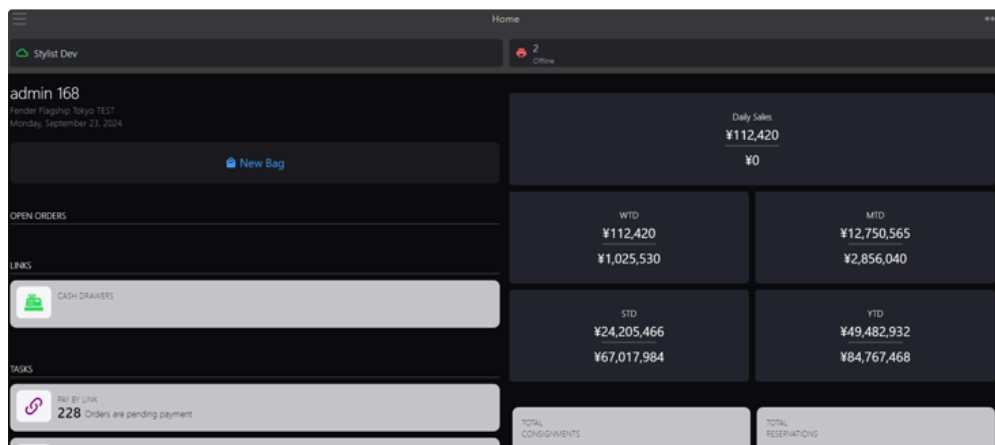 Home
Stylist Dev
2
Offline
admin 168
Fender Flagship Tokyo TEST
Monday, September 23, 2024
New Bag
OPEN ORDERS
LINKS
CASH DRAWERS
TASKS
PAY BY LINK
228 Orders are pending payment
Daily Sales
¥112,420
¥0
WTD
¥112,420
¥1,025,530
MTD
¥12,750,565
¥2,856,040
STD
¥24,205,466
¥67,017,984
YTD
¥49,482,932
¥84,767,468
TOTAL
CONSIGNMENTS
TOTAL
RESERVATIONS